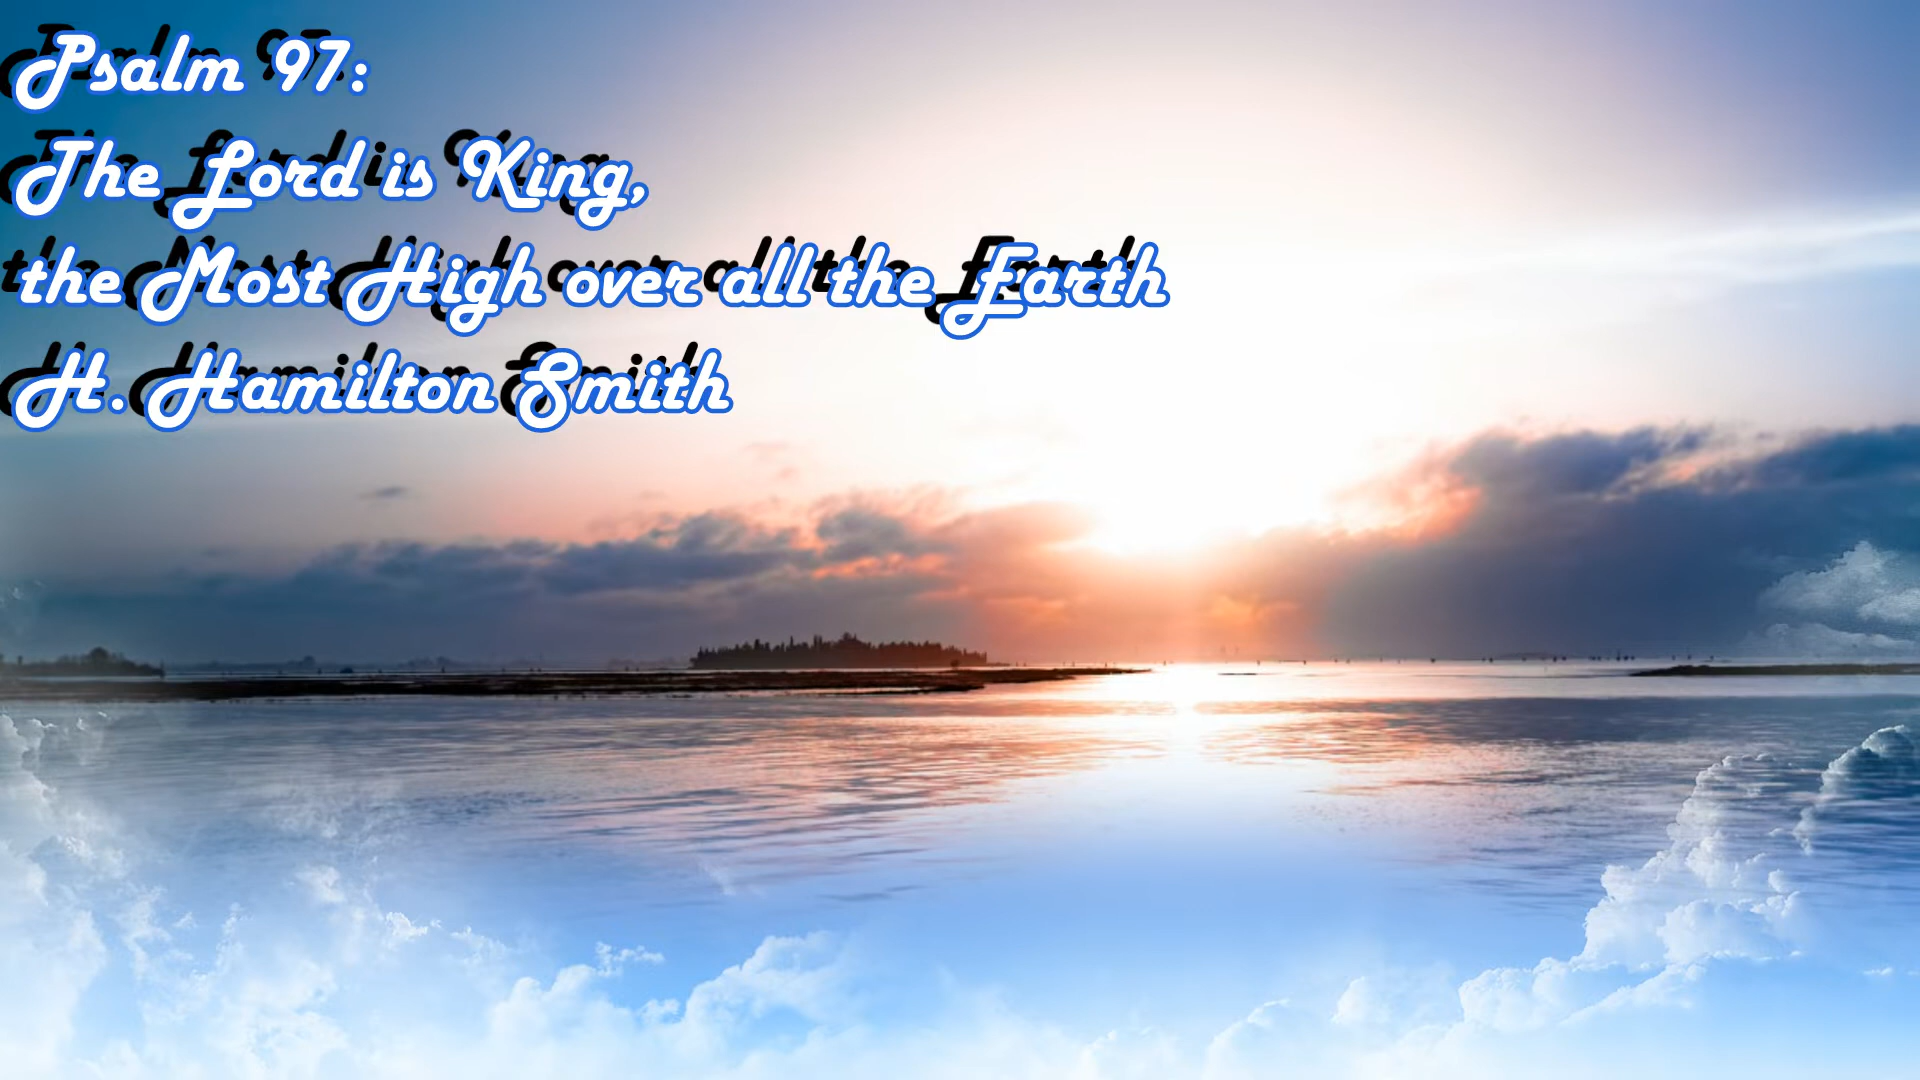 Psalm 97:
The Lord is King,
the Most High over all the Earth
H. Hamilton Smith